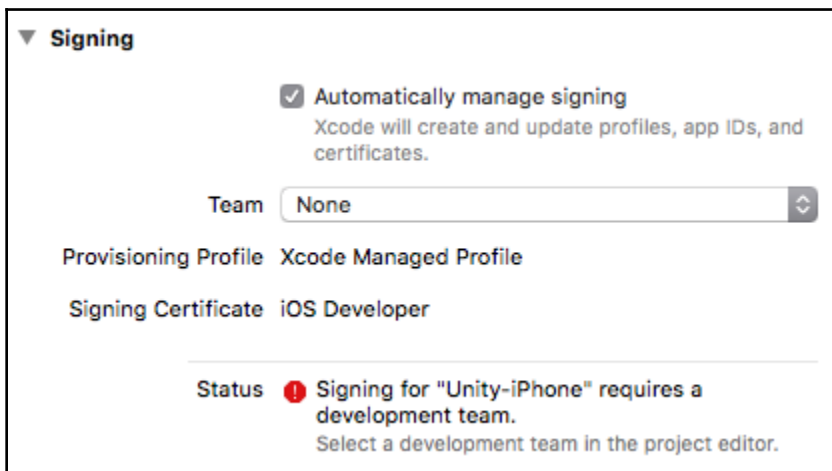 Signing
Automatically manage signing
Xcode will create and update profiles, app IDs, and
certificates.
Team None
Provisioning Profile Xcode Managed Profile
Signing Certificate iOS Developer
Status Signing for "Unity-iPhone" requires a
development team.
Select a development team in the project editor.